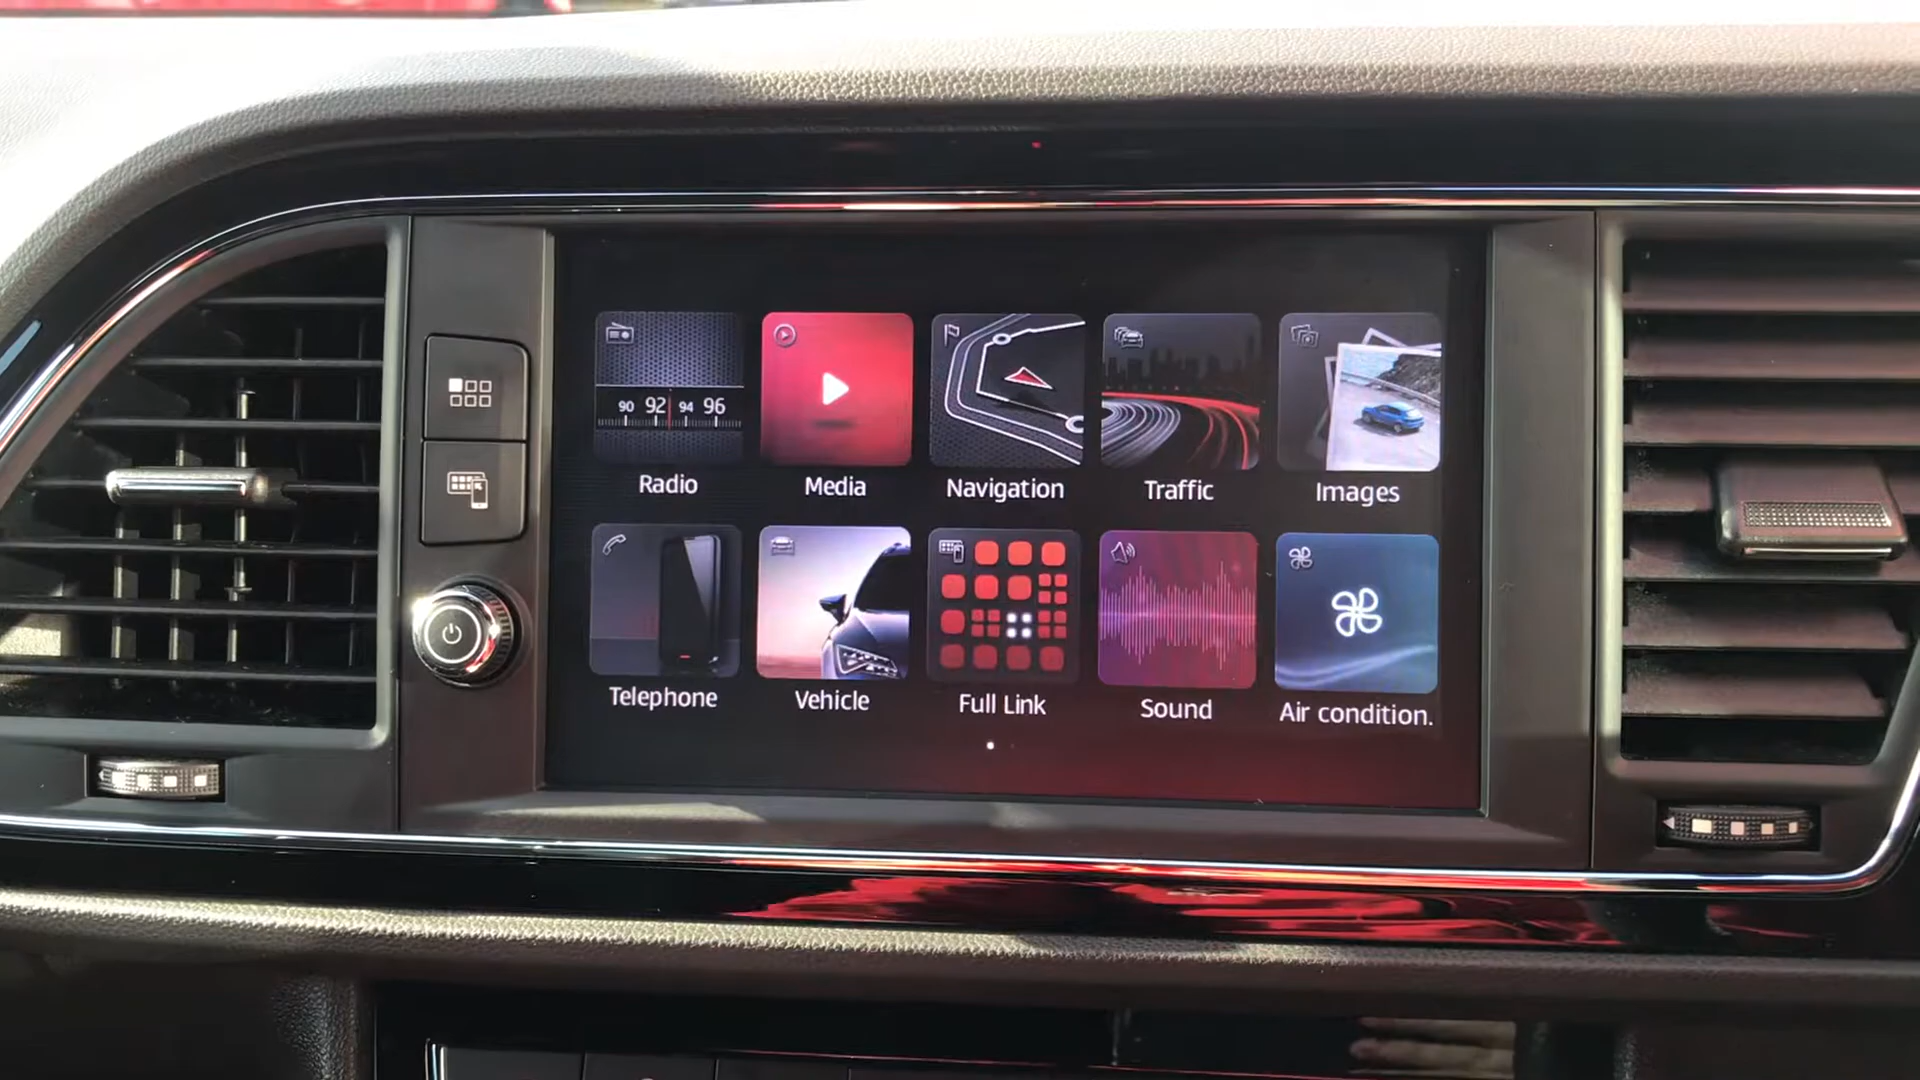 90 92 94 96
Radio
Media
Navigation
Traffic
Images
Telephone
Vehicle
Full Link
Sound
Air condition.